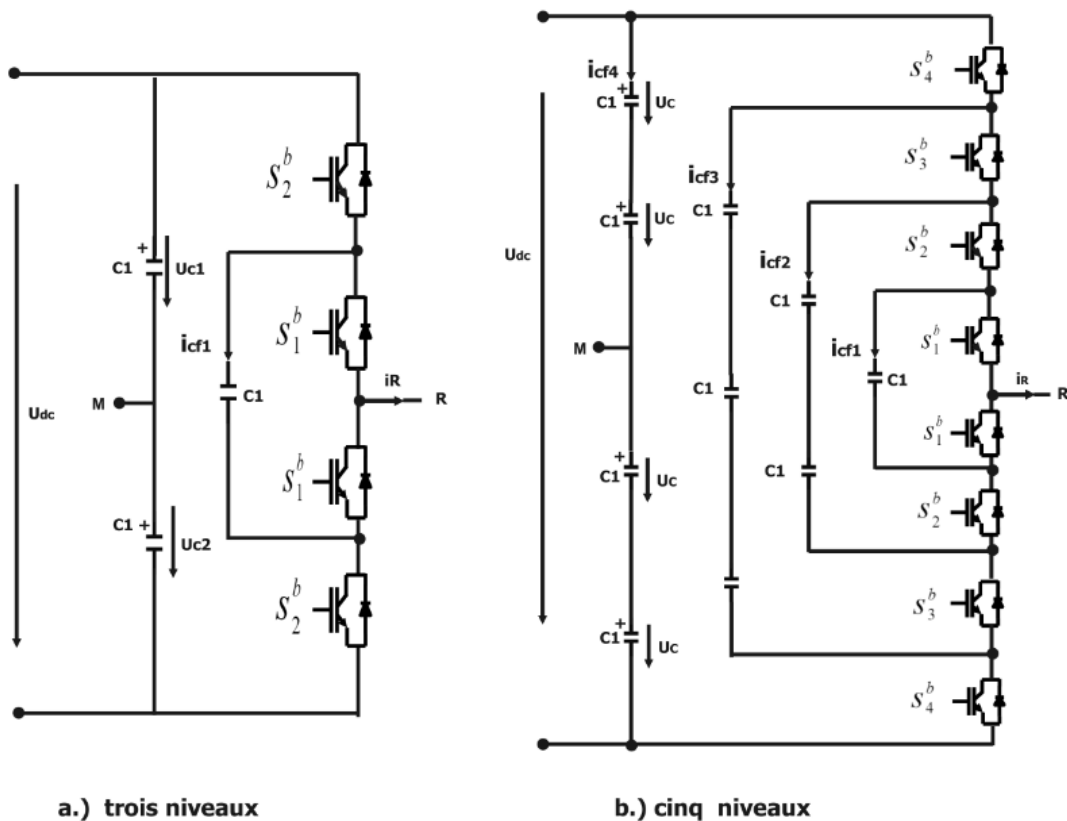 S₂ᵇ
C1
+
Uc1
S₁ᵇ
icf1
C1
iR
R
M
Udc
S₁ᵇ
C1 +
Uc2
S₂ᵇ
a.) trois niveaux
S₄ᵇ
icf4
+
C1
Uc
S₃ᵇ
icf3
C1
+
C1
Uc
S₂ᵇ
Udc
icf2
C1
icf1
S₁ᵇ
M
C1
C1
iR
R
S₁ᵇ
+
C1
Uc
C1
S₂ᵇ
S₃ᵇ
+
C1
Uc
S₄ᵇ
b.) cinq niveaux